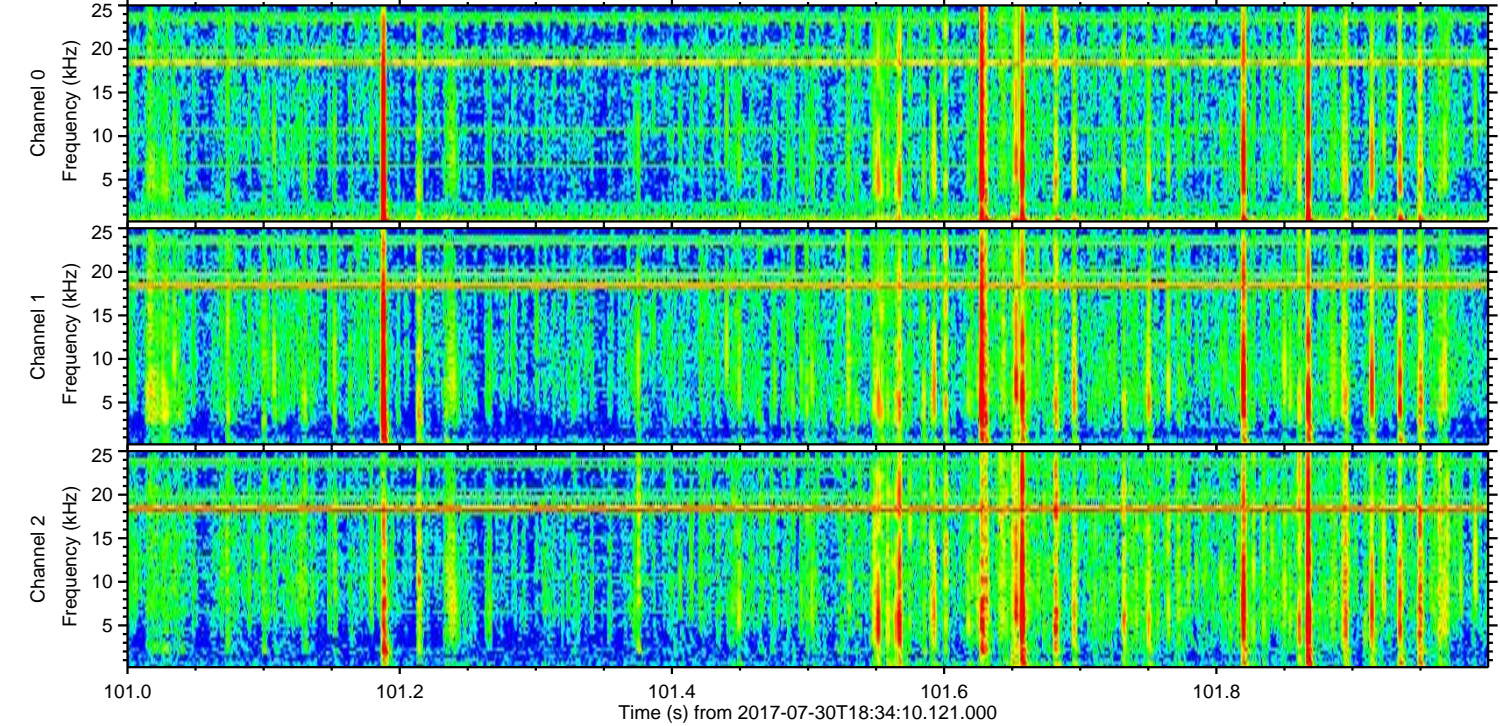 25
20
15
10
5
Channel 0
Frequency (kHz)
25
20
15
10
5
Channel 1
Frequency (kHz)
25
20
15
10
5
Channel 2
Frequency (kHz)
101.0 101.2 101.4 101.6 101.8
Time (s) from 2017-07-30T18:34:10.121.000